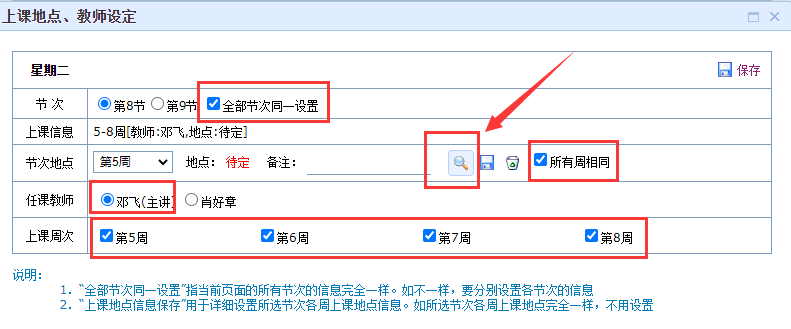 上课地点、教师设定
星期二 保存
节 次 第8节 第9节 全部节次同一设置
上课信息 5-8周[教师:邓飞,地点:待定]
节次地点 第5周 地点: 待定 备注: 所有周相同
任课教师 邓飞(主讲) 肖好章
上课周次 第5周 第6周 第7周 第8周
说明:
1. “全部节次同一设置”指当前页面的所有节次的信息完全一样。如不一样，要分别设置各节次的信息
2. “上课地点信息保存”用于详细设置所选节次各周上课地点信息。如所选节次各周上课地点完全一样，不用设置